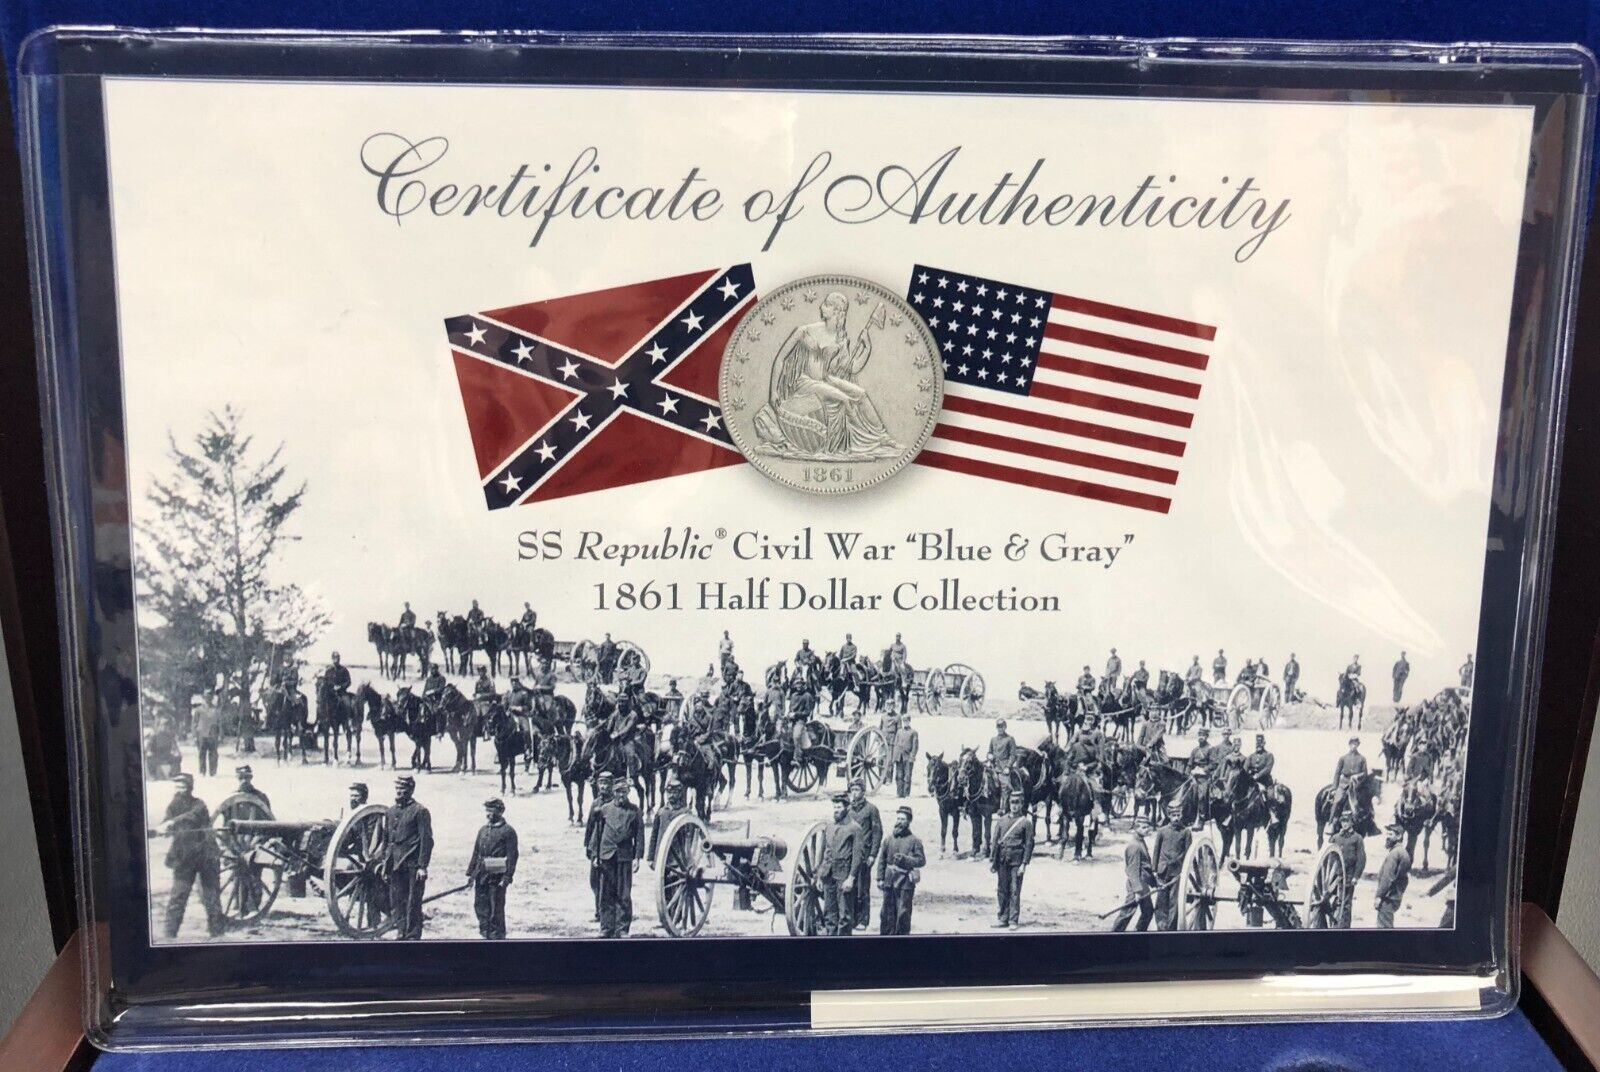 Certificate of Authenticity
1861
SS Republic® Civil War “Blue & Gray”
1861 Half Dollar Collection